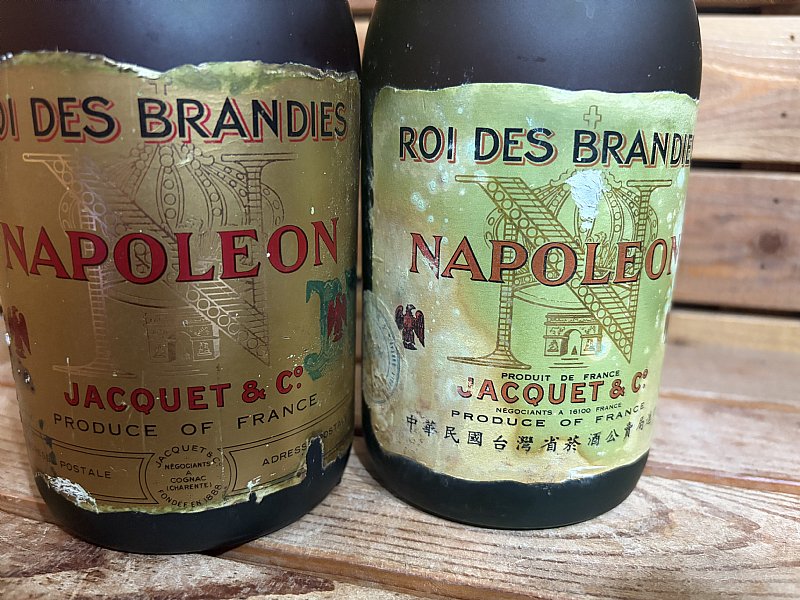 ROI DES BRANDIES
NAPOLEON
JACQUET & Cº
PRODUCE OF FRANCE
POSTALE
JACQUET & Cº
NÉGOCIANTS
A
COGNAC
(CHARENTE)
FONDÉE EN 1888
ADRESSE POSTALE
ROI DES BRANDIE
N
NAPOLEON
PRODUIT DE FRANCE
JACQUET & Cº
NÉGOCIANTS A 16100 FRANCE
PRODUCE OF FRANCE
中華民國台灣省菸酒公賣局